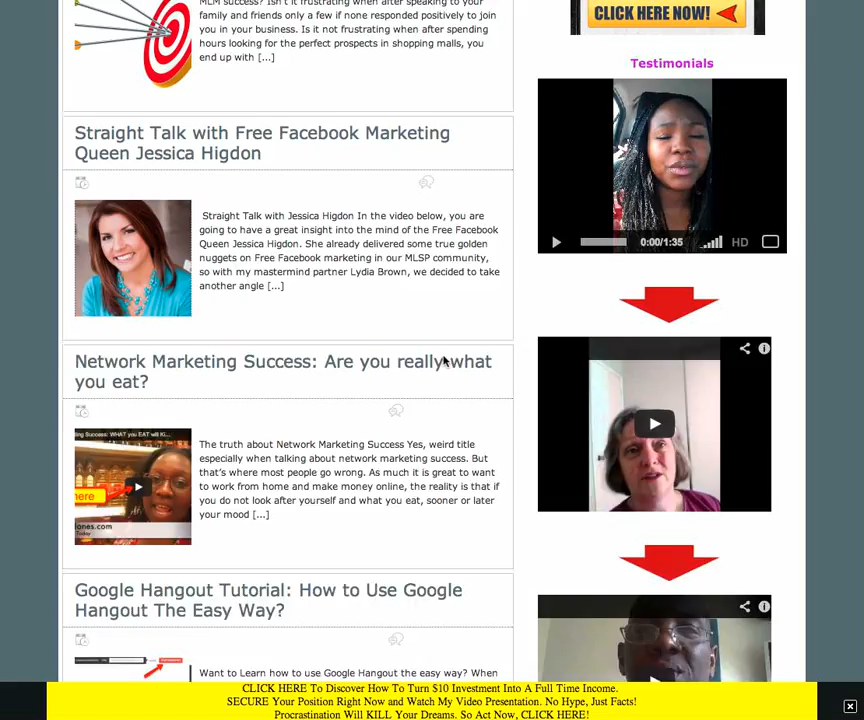 MLM success? Isn't it frustrating when after speaking to your
family and friends only a few if none responded positively to join
you in your business. Is it not frustrating when after spending
hours looking for the perfect prospects in shopping malls, you
end up with [...]
Straight Talk with Free Facebook Marketing
Queen Jessica Higdon
Straight Talk with Jessica Higdon In the video below, you are
going to have a great insight into the mind of the Free Facebook
Queen Jessica Higdon. She already delivered some true golden
nuggets on Free Facebook marketing in our MLSP community,
so with my mastermind partner Lydia Brown, we decided to take
another angle [...]
Network Marketing Success: Are you really what
you eat?
ng Success: WHAT you EAT will Ki...
here
ones.com
Today
The truth about Network Marketing Success Yes, weird title
especially when talking about network marketing success. But
that's where most people go wrong. As much it is great to want
to work from home and make money online, the reality is that if
you do not look after yourself and what you eat, sooner or later
your mood [...]
Google Hangout Tutorial: How to Use Google
Hangout The Easy Way?
Want to Learn how to use Google Hangout the easy way? When
CLICK HERE NOW!
Testimonials
0:00/1:35
HD
CLICK HERE To Discover How To Turn $10 Investment Into A Full Time Income.
SECURE Your Position Right Now and Watch My Video Presentation. No Hype, Just Facts!
Procrastination Will KILL Your Dreams. So Act Now, CLICK HERE!